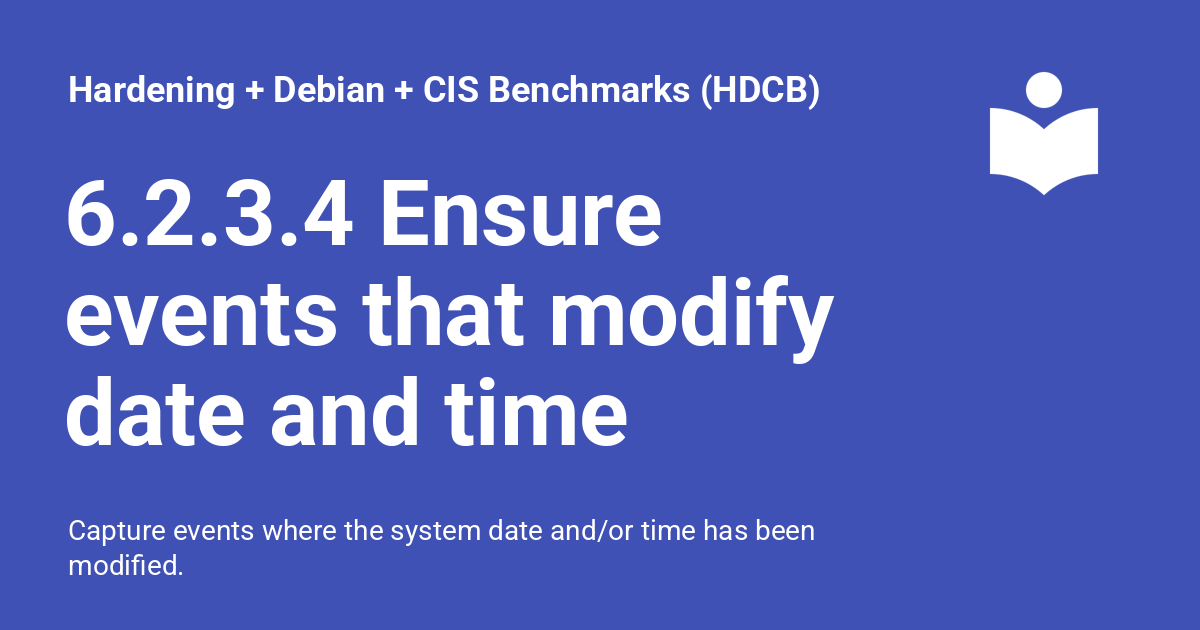 Hardening + Debian + CIS Benchmarks (HDCB)
6.2.3.4 Ensure
events that modify
date and time
Capture events where the system date and/or time has been
modified.